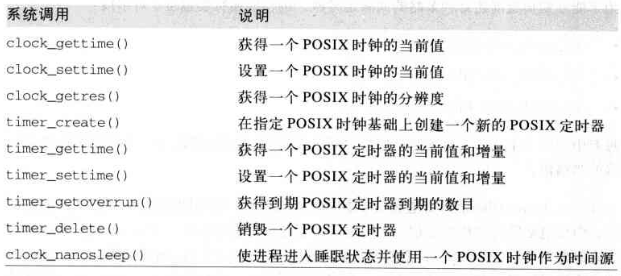 系统调用 说明
clock_gettime() 获得一个 POSIX 时钟的当前值
clock_settime() 设置一个 POSIX 时钟的当前值
clock_getres() 获得一个 POSIX 时钟的分辨度
timer_create() 在指定 POSIX 时钟基础上创建一个新的 POSIX 定时器
timer_gettime() 获得一个 POSIX 定时器的当前值和增量
timer_settime() 设置一个 POSIX 定时器的当前值和增量
timer_getoverrun() 获得到期 POSIX 定时器到期的数目
timer_delete() 销毁一个 POSIX 定时器
clock_nanosleep() 使进程进入睡眠状态并使用一个 POSIX 时钟作为时间源